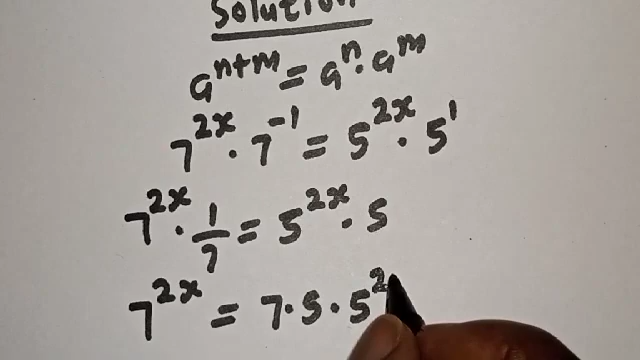 Solution
a^{n+m} = a^n · a^m
7^{2x} · 7^{-1} = 5^{2x} · 5^1
7^{2x} · 1/7 = 5^{2x} · 5
7^{2x} = 7 · 5 · 5^2